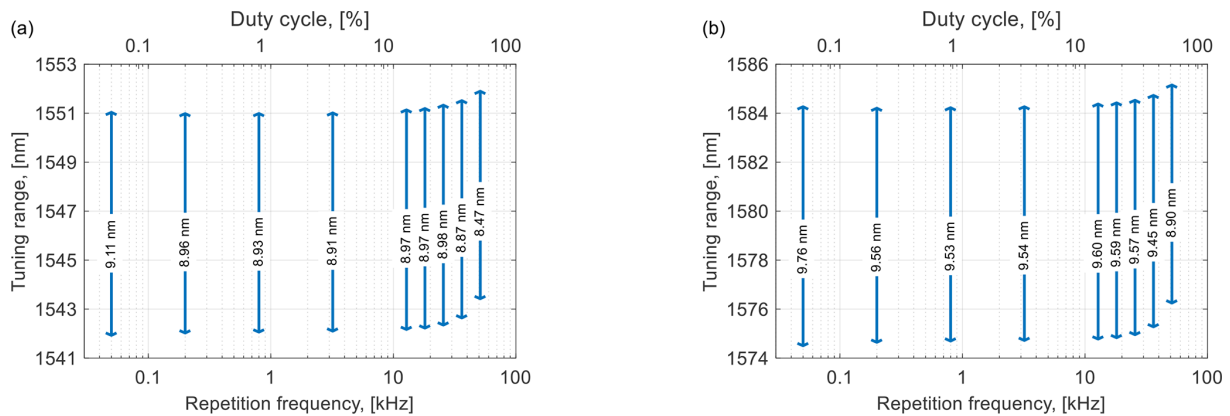 (a)
Duty cycle, [%]
0.1 1 10 100
1553
1551
1549
1547
1545
1543
1541
Tuning range, [nm]
9.11 nm
8.96 nm
8.93 nm
8.91 nm
8.97 nm
8.97 nm
8.98 nm
8.87 nm
8.47 nm
0.1 1 10 100
Repetition frequency, [kHz]
(b)
Duty cycle, [%]
0.1 1 10 100
1586
1584
1582
1580
1578
1576
1574
Tuning range, [nm]
9.76 nm
9.56 nm
9.53 nm
9.54 nm
9.60 nm
9.59 nm
9.57 nm
9.45 nm
8.90 nm
0.1 1 10 100
Repetition frequency, [kHz]